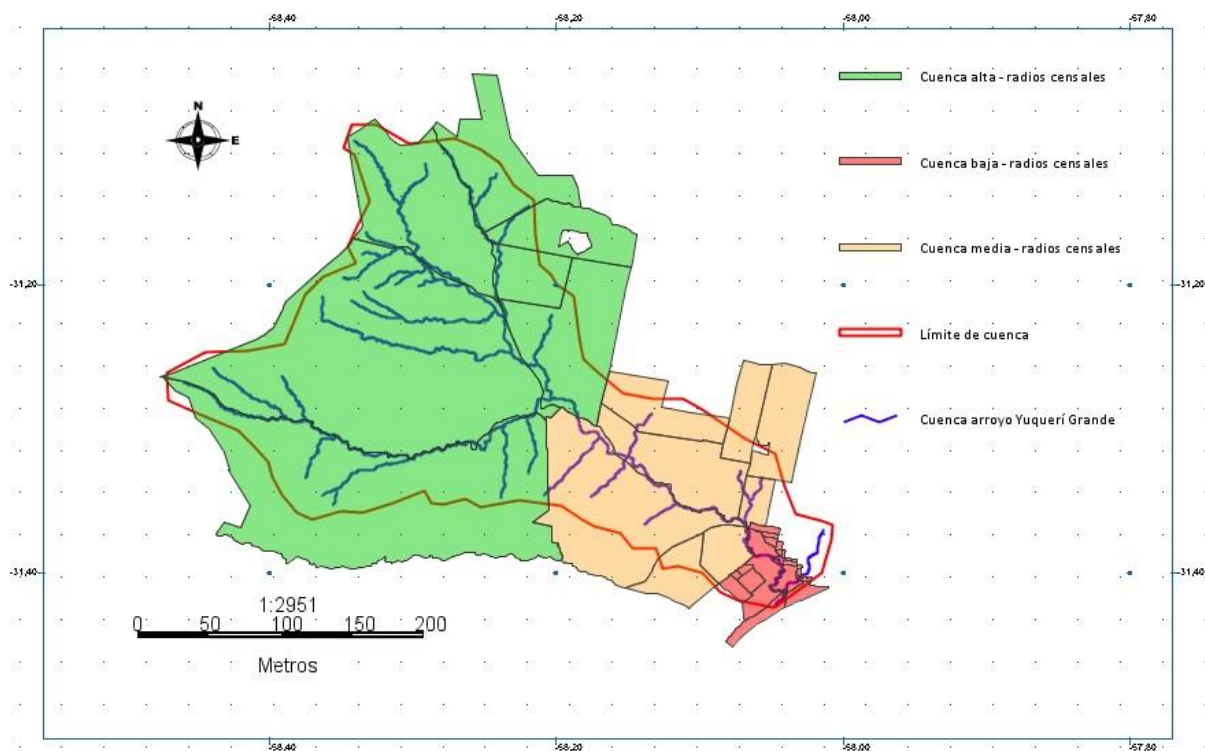 -58,40 -58,20 -58,00 -57,80
Cuenca alta - radios censales
N
E
Cuenca baja - radios censales
Cuenca media - radios censales
-31,20 -31,20
Límite de cuenca
Cuenca arroyo Yuquerí Grande
-31,40 -31,40
1:2951
0 50 100 150 200
Metros
-58,40 -58,20 -58,00 -57,80